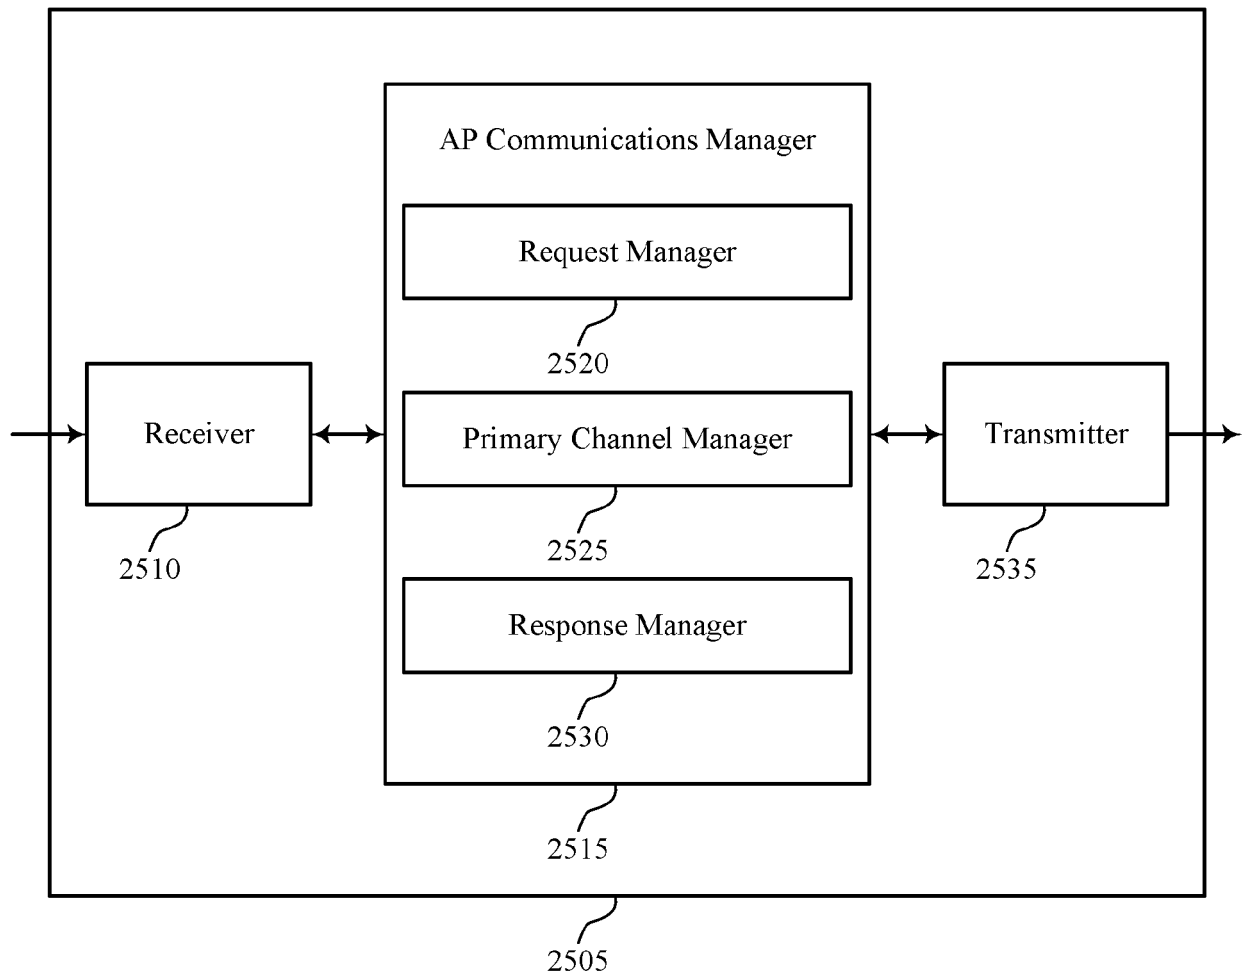 AP Communications Manager
Request Manager
2520
Receiver
Primary Channel Manager
Transmitter
2510
2525
2535
Response Manager
2530
2515
2505